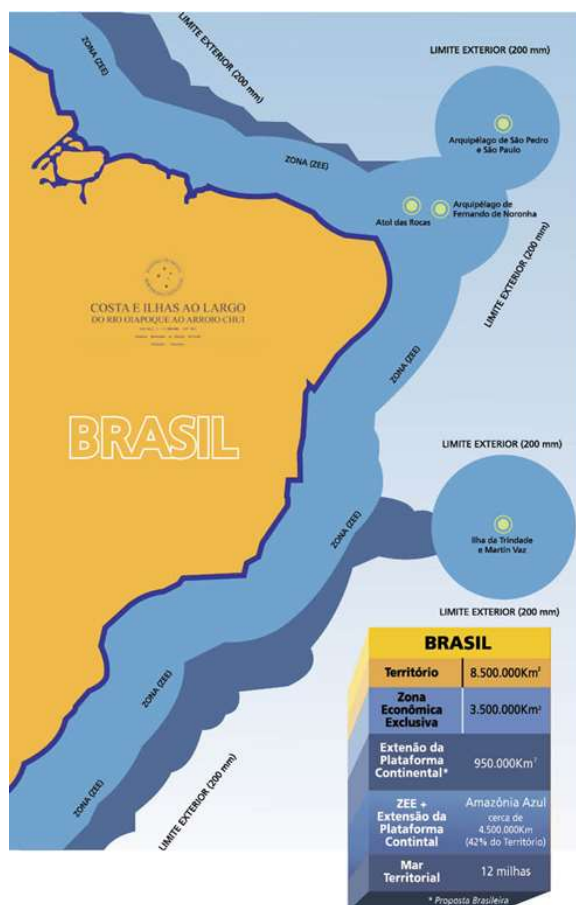 ZONA (ZEE)
LIMITE EXTERIOR (200 mm)
LIMITE EXTERIOR (200 mm)
Arquipélago de São Pedro
e São Paulo
ZONA (ZEE)
Atol das Rocas
Arquipélago de
Fernando de Noronha
LIMITE EXTERIOR (200 mm)
COSTA E ILHAS AO LARGO
DO RIO OIAPOQUE AO ARROIO CHUÍ
ZONA (ZEE)
BRASIL
LIMITE EXTERIOR (200 mm)
ZONA (ZEE)
Ilha da Trindade
e Martin Vaz
LIMITE EXTERIOR (200 mm)
ZONA (ZEE)
ZONA (ZEE)
LIMITE EXTERIOR (200 mm)
BRASIL
Território 8.500.000Km²
Zona
Econômica
Exclusiva
3.500.000Km²
Extenão da
Plataforma
Continental*
950.000Km²
ZEE +
Extensão da
Plataforma
Contintal
Amazônia Azul
cerca de
4.500.000Km
(42% do Território)
Mar
Territorial
12 milhas
* Proposta Brasileira